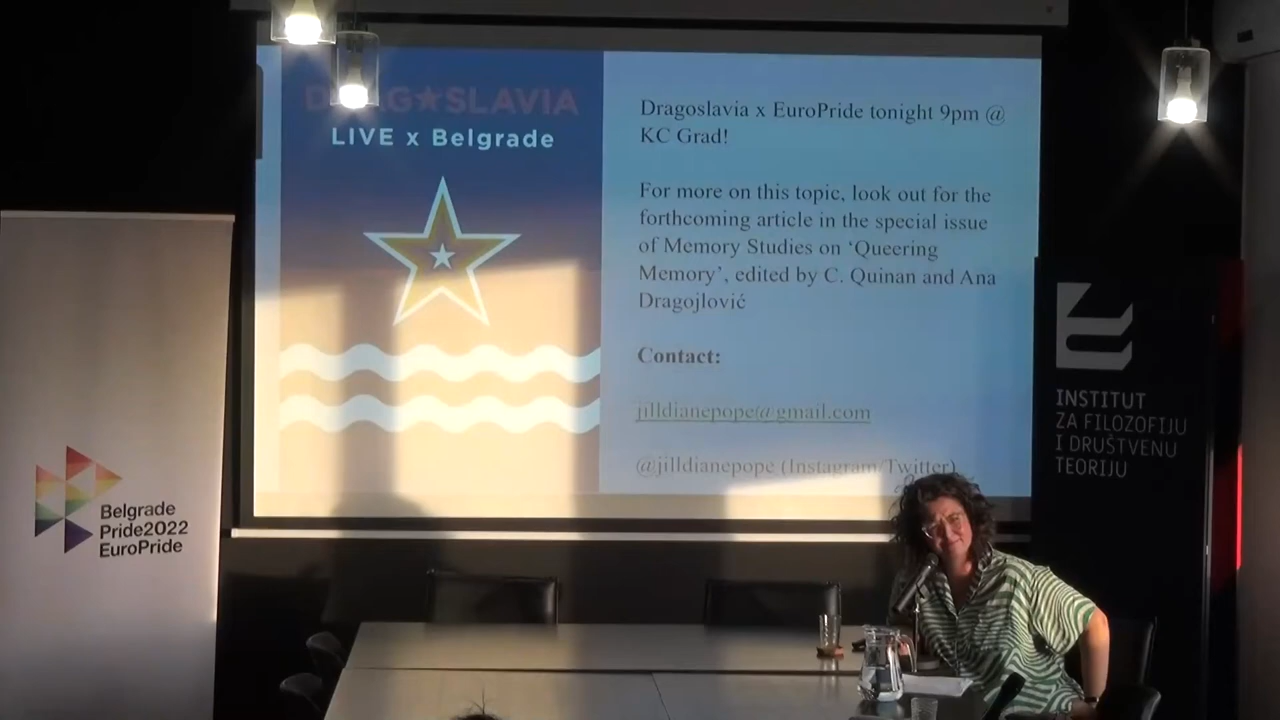 DRAG★SLAVIA
LIVE x Belgrade
Dragoslavia x EuroPride tonight 9pm @
KC Grad!
For more on this topic, look out for the
forthcoming article in the special issue
of Memory Studies on ‘Queering
Memory’, edited by C. Quinan and Ana
Dragojlović
Contact:
jilldianepope@gmail.com
@jilldianepope (Instagram/Twitter)
Belgrade
Pride2022
EuroPride
INSTITUT
ZA FILOZOFIJU
I DRUŠTVENU
TEORIJU